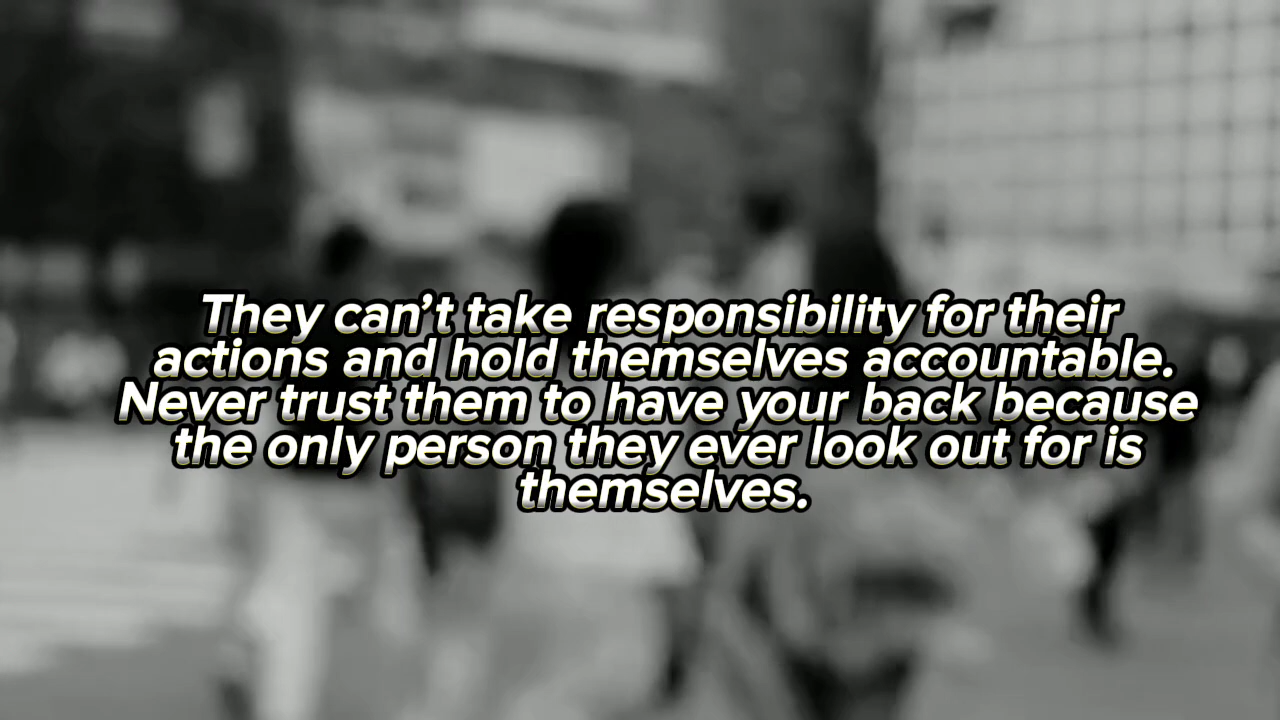 They can’t take responsibility for their
actions and hold themselves accountable.
Never trust them to have your back because
the only person they ever look out for is
themselves.